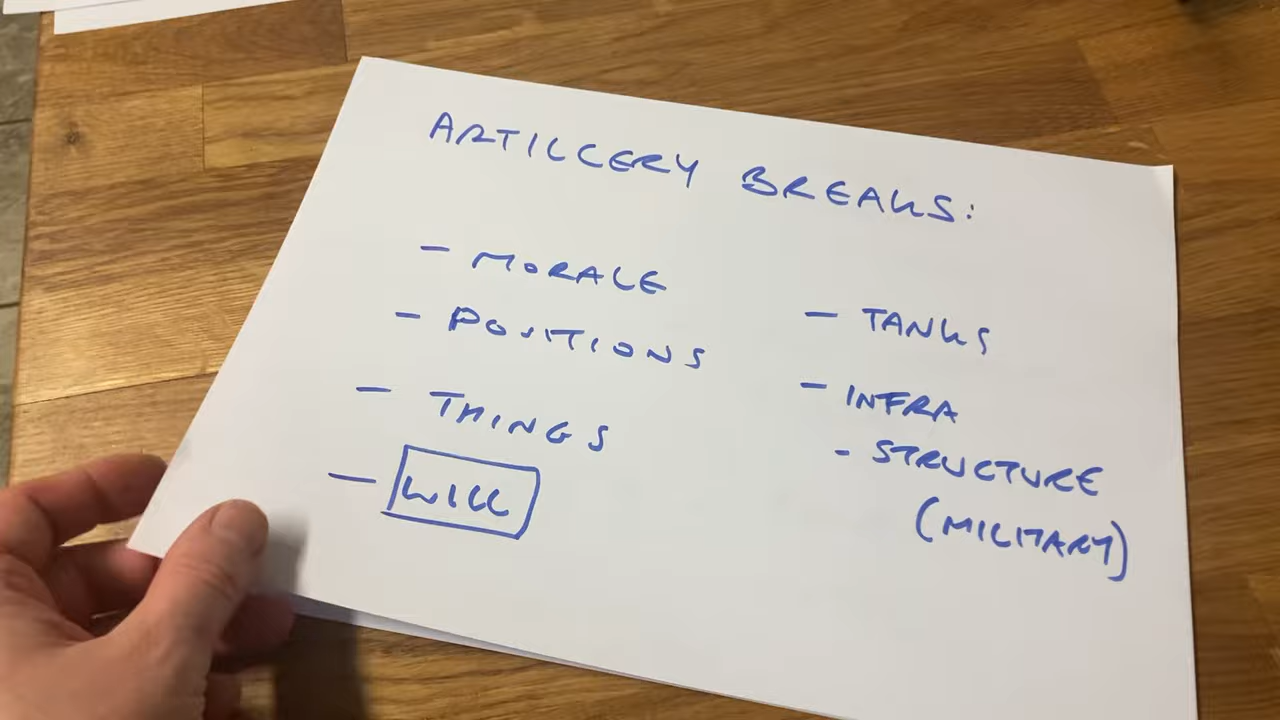 ARTILLERY BREAKS:
- MORALE
- POSITIONS
- THINGS
- WILL
- TANKS
- INFRA
- STRUCTURE
(MILITARY)